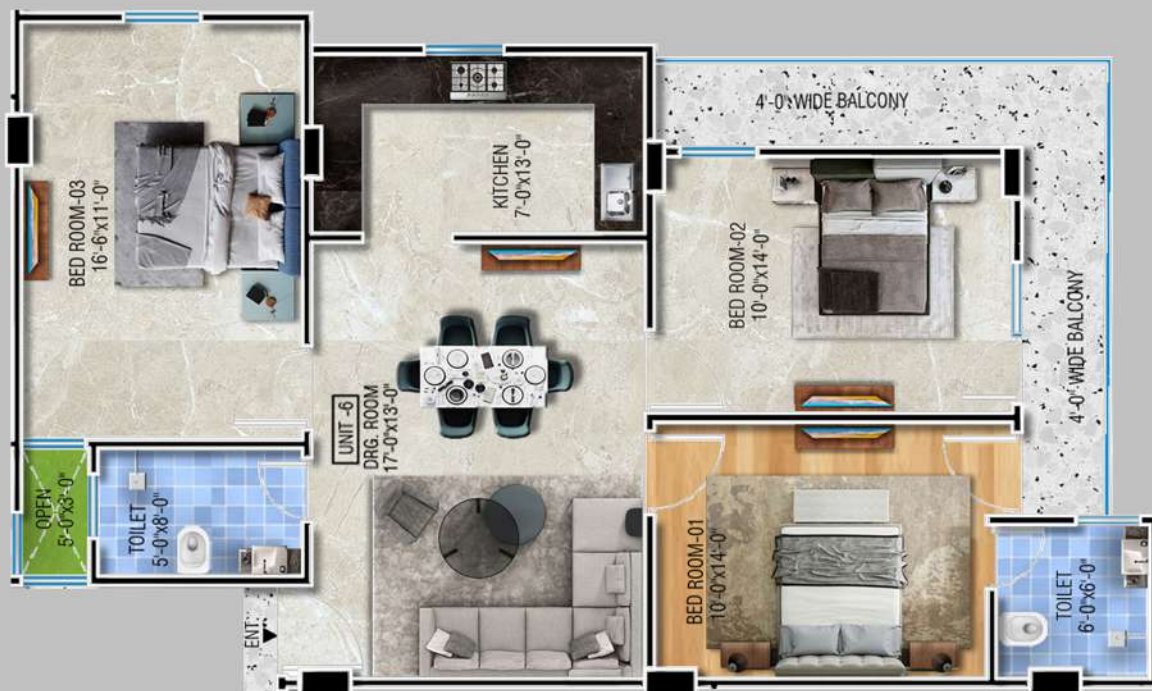 4'-0" WIDE BALCONY
BED ROOM-03
16'-6"x11'-0"
KITCHEN
7'-0"x13'-0"
BED ROOM-02
10'-0"x14'-0"
4'-0" WIDE BALCONY
UNIT -6
DRG. ROOM
17'-0"x13'-0"
OPEN
5'-0"x3'-0"
TOILET
5'-0"x8'-0"
BED ROOM-01
10'-0"x14'-0"
TOILET
6'-0"x6'-0"
ENT.